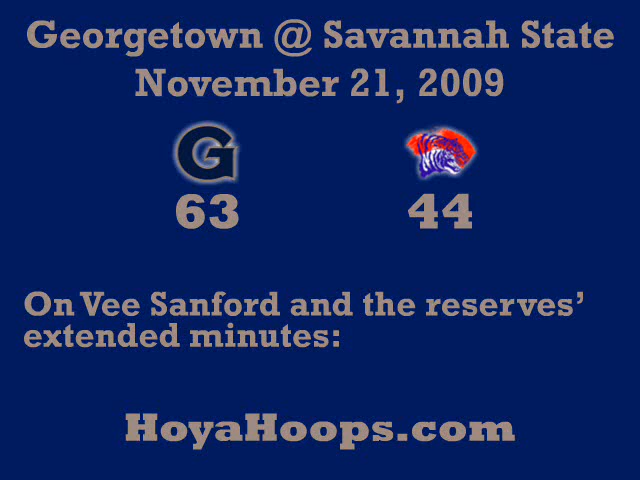 Georgetown @ Savannah State
November 21, 2009
G
63 44
On Vee Sanford and the reserves’
extended minutes:
HoyaHoops.com